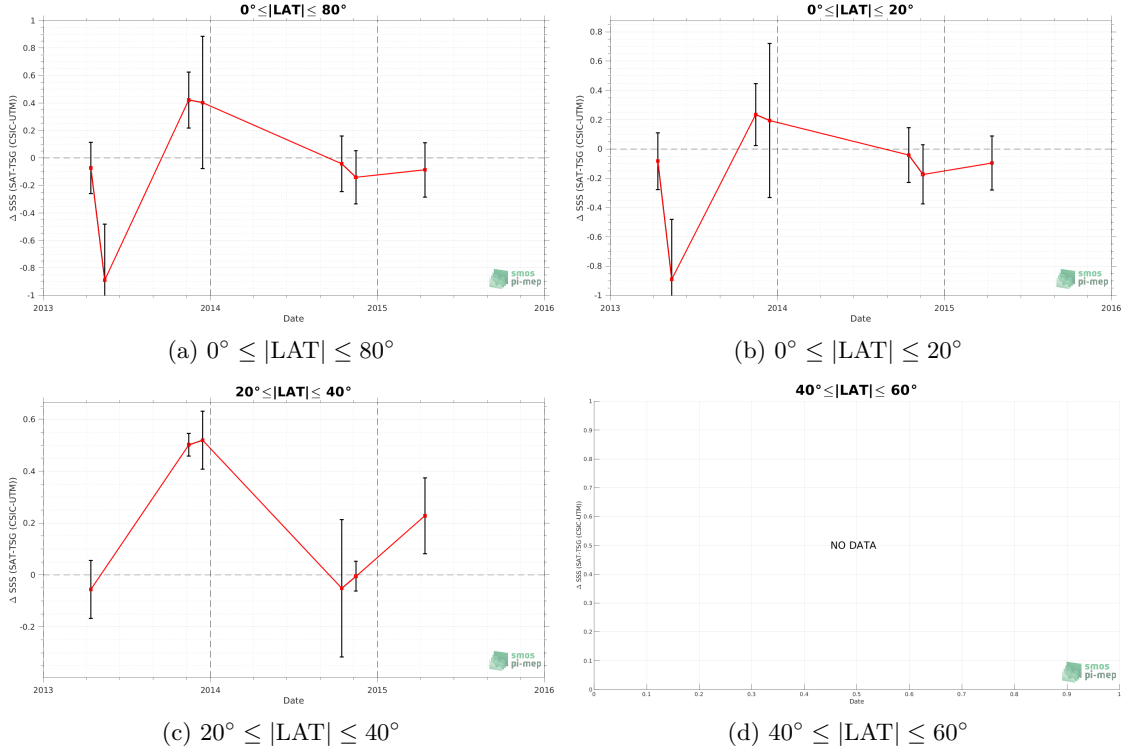 0°≤|LAT|≤ 80°
Δ SSS (SAT-TSG (CSIC-UTM))
1
0.8
0.6
0.4
0.2
0
-0.2
-0.4
-0.6
-0.8
-1
2013 2014 2015 2016
Date
smos
pi-mep
(a) 0° ≤ |LAT| ≤ 80°
0°≤|LAT|≤ 20°
Δ SSS (SAT-TSG (CSIC-UTM))
0.8
0.6
0.4
0.2
0
-0.2
-0.4
-0.6
-0.8
-1
2013 2014 2015 2016
Date
smos
pi-mep
(b) 0° ≤ |LAT| ≤ 20°
20°≤|LAT|≤ 40°
Δ SSS (SAT-TSG (CSIC-UTM))
0.6
0.4
0.2
0
-0.2
2013 2014 2015 2016
Date
smos
pi-mep
(c) 20° ≤ |LAT| ≤ 40°
40°≤|LAT|≤ 60°
Δ SSS (SAT-TSG (CSIC-UTM))
1
0.9
0.8
0.7
0.6
0.5
0.4
0.3
0.2
0.1
0
NO DATA
0 0.1 0.2 0.3 0.4 0.5 0.6 0.7 0.8 0.9 1
Date
smos
pi-mep
(d) 40° ≤ |LAT| ≤ 60°